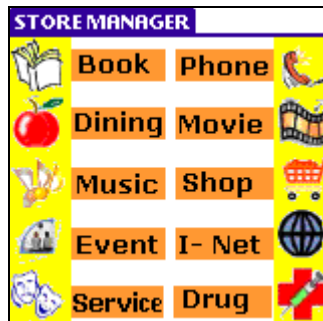 STORE MANAGER
Book Phone
Dining Movie
Music Shop
Event I- Net
Service Drug